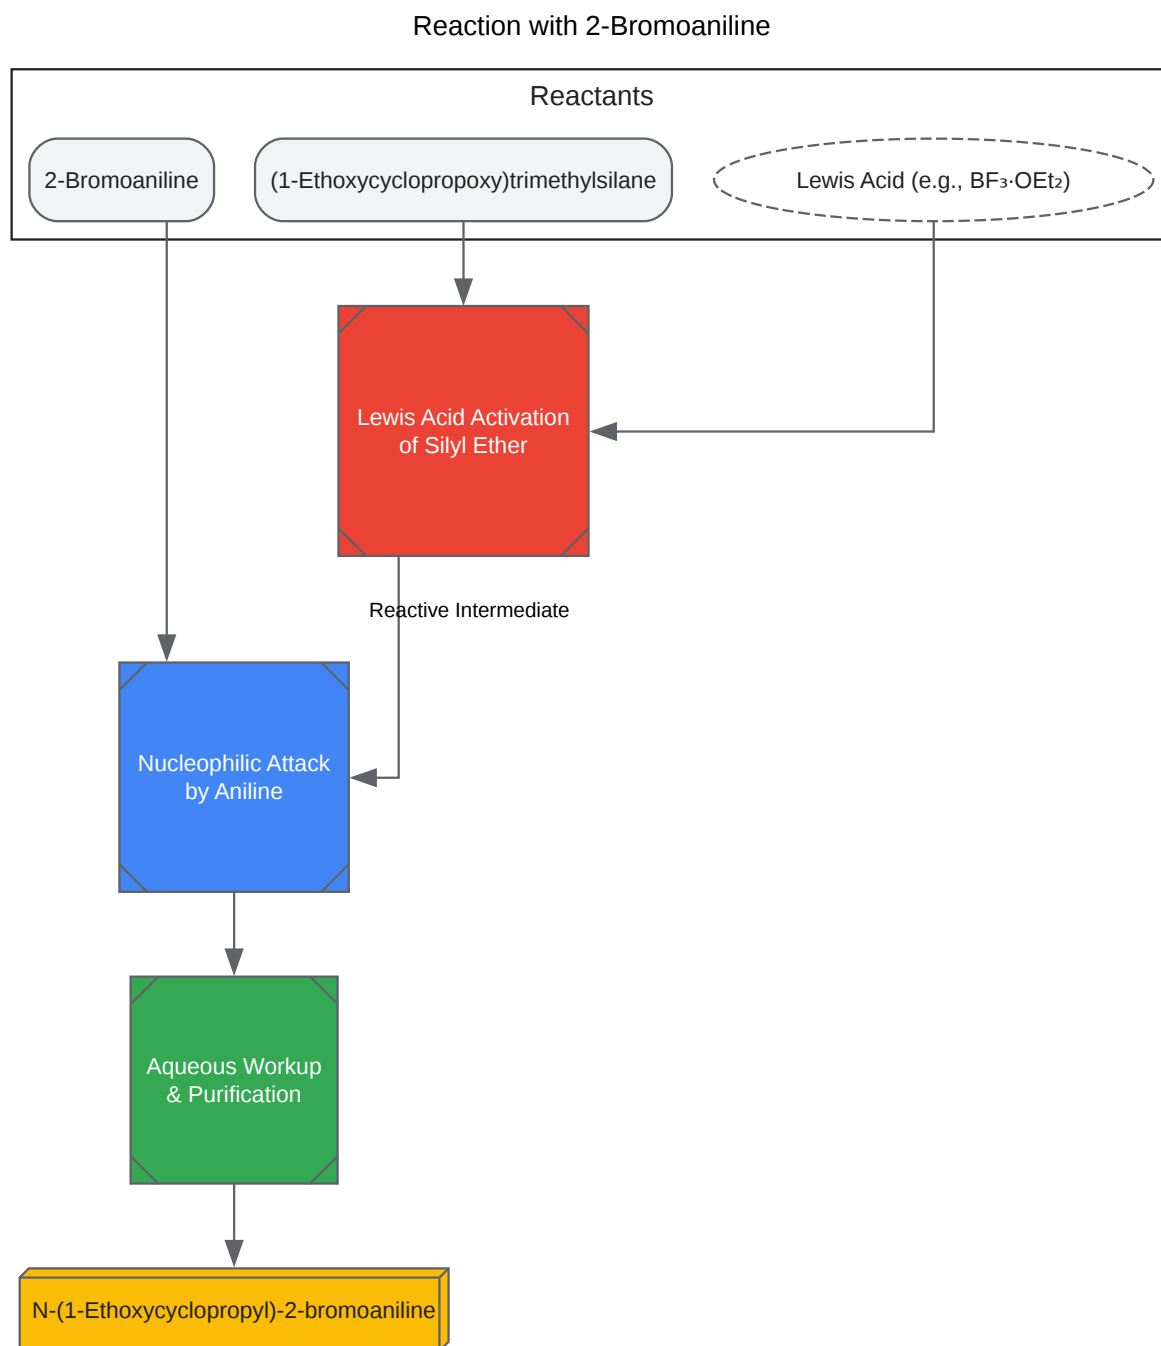 Reaction with 2-Bromoaniline
Reactants
2-Bromoaniline
(1-Ethoxycyclopropoxy)trimethylsilane
Lewis Acid (e.g., BF₃·OEt₂)
Lewis Acid Activation
of Silyl Ether
Reactive Intermediate
Nucleophilic Attack
by Aniline
Aqueous Workup
& Purification
N-(1-Ethoxycyclopropyl)-2-bromoaniline